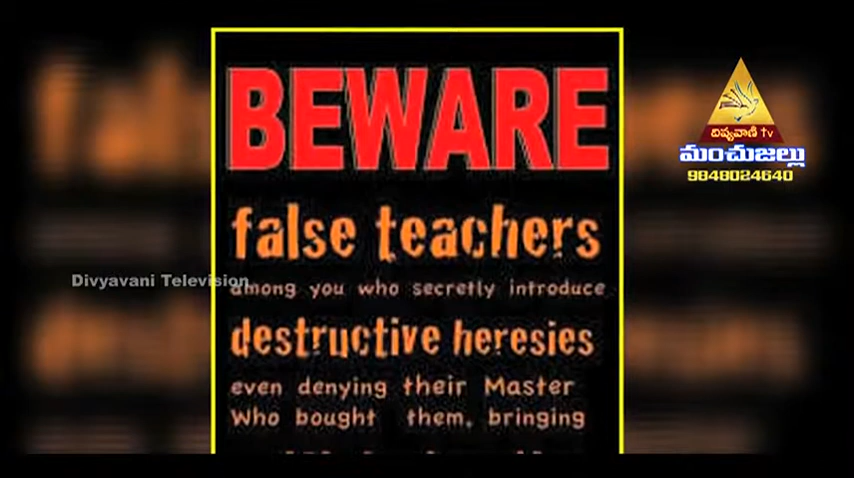 BEWARE
false teachers
among you who secretly introduce
destructive heresies
even denying their Master
Who bought them, bringing
దివ్యవాణి tv
మంచుజల్లు
9848024640
Divyavani Television